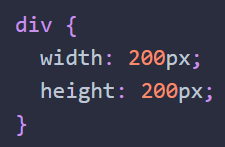 div {
  width: 200px;
  height: 200px;
}